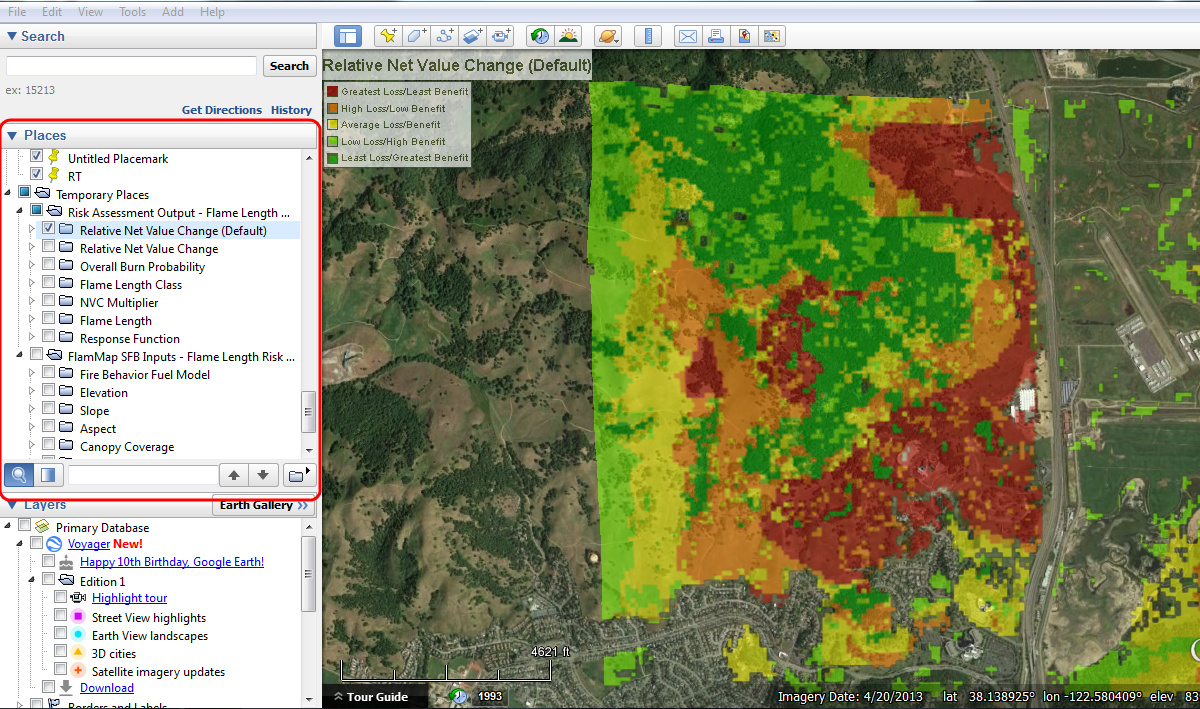 File Edit View Tools Add Help
Search
Search
ex: 15213
Get Directions History
Places
Untitled Placemark
RT
Temporary Places
Risk Assessment Output - Flame Length ...
Relative Net Value Change (Default)
Relative Net Value Change
Overall Burn Probability
Flame Length Class
NVC Multiplier
Flame Length
Response Function
FlamMap SFB Inputs - Flame Length Risk ...
Fire Behavior Fuel Model
Elevation
Slope
Aspect
Canopy Coverage
Layers
Earth Gallery >>
Primary Database
Voyager New!
Happy 10th Birthday, Google Earth!
Edition 1
Highlight tour
Street View highlights
Earth View landscapes
3D cities
Satellite imagery updates
Download
Borders and Labels
Relative Net Value Change (Default)
Greatest Loss/Least Benefit
High Loss/Low Benefit
Average Loss/Benefit
Low Loss/High Benefit
Least Loss/Greatest Benefit
4621 ft
Tour Guide
1993
Imagery Date: 4/20/2013 lat 38.138925° lon -122.580409° elev 83